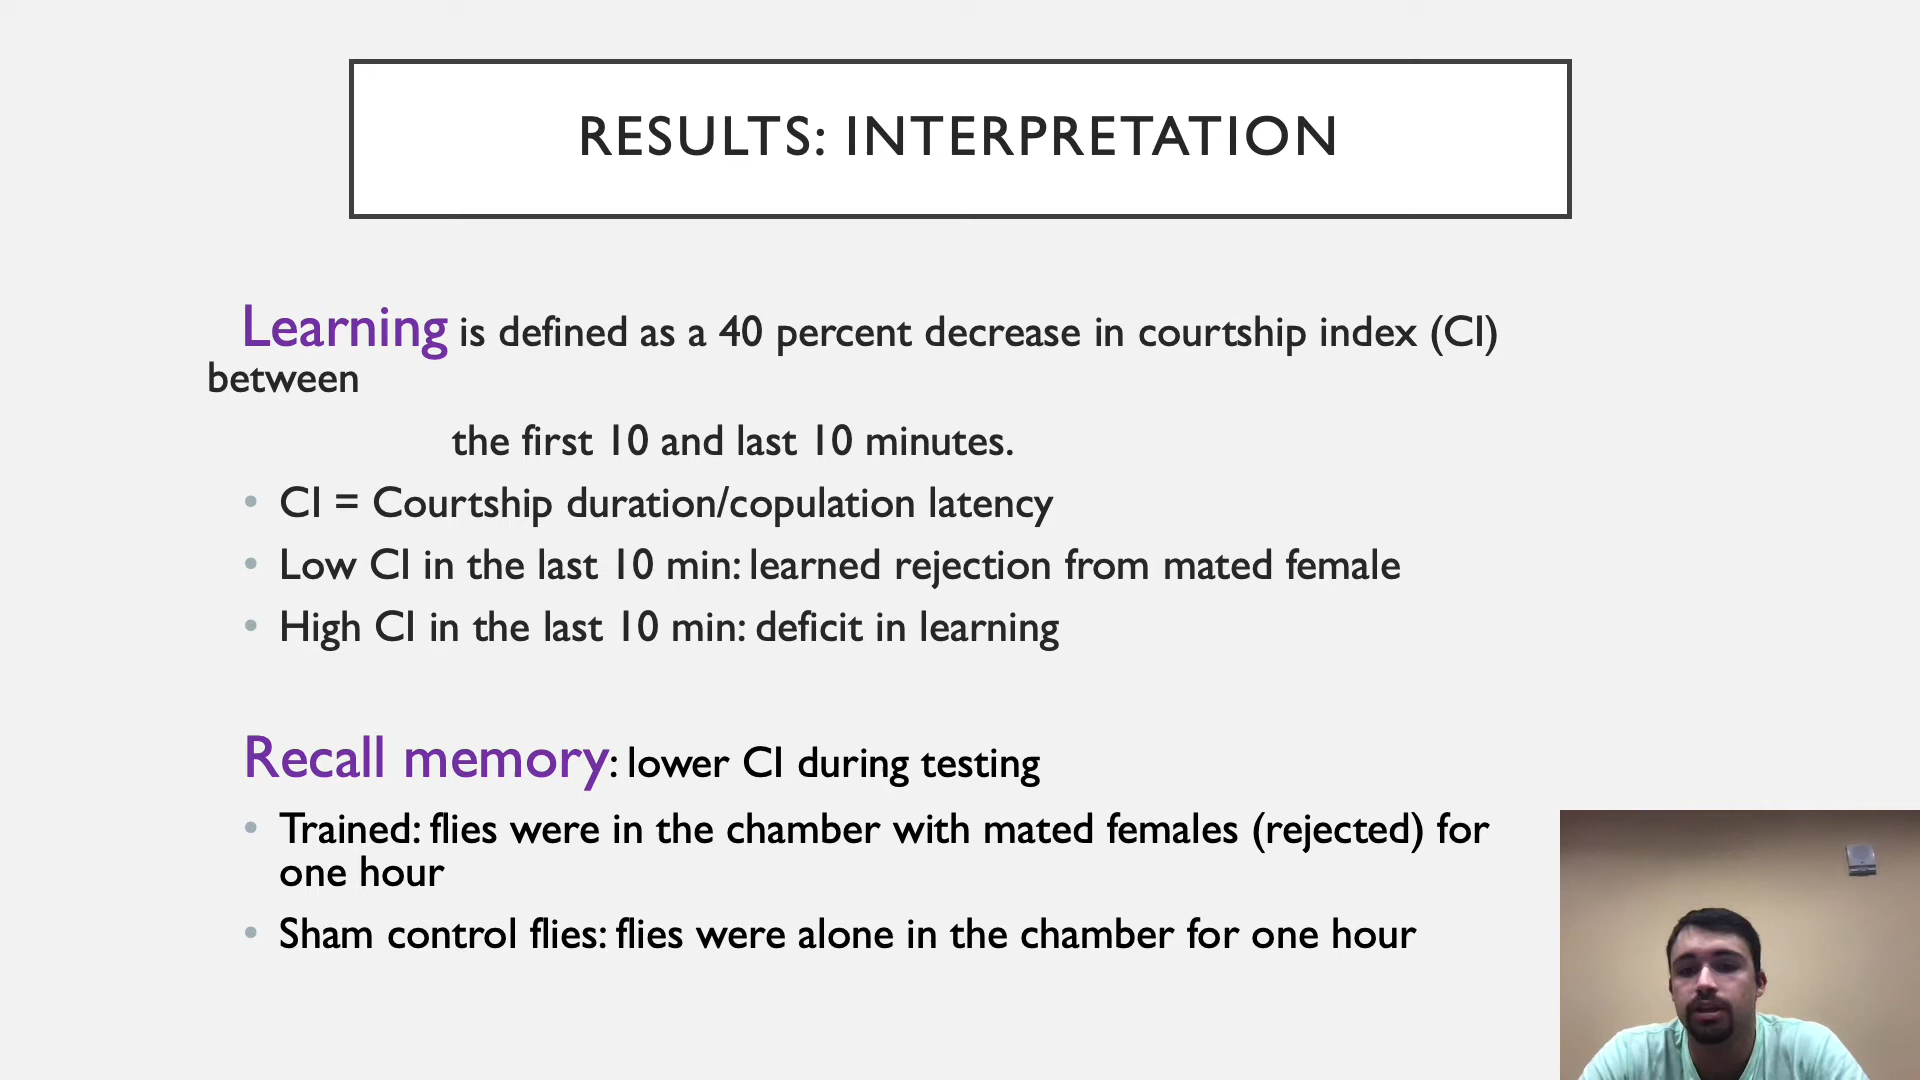 RESULTS: INTERPRETATION
Learning is defined as a 40 percent decrease in courtship index (CI)
between
the first 10 and last 10 minutes.
• CI = Courtship duration/copulation latency
• Low CI in the last 10 min: learned rejection from mated female
• High CI in the last 10 min: deficit in learning
Recall memory: lower CI during testing
• Trained: flies were in the chamber with mated females (rejected) for
one hour
• Sham control flies: flies were alone in the chamber for one hour